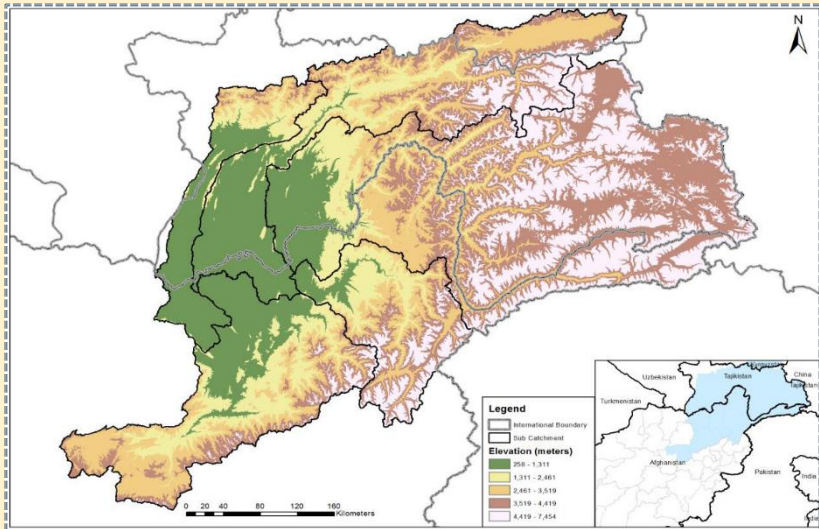 N
Legend
International Boundary
Sub Catchment
Elevation (meters)
258 - 1,311
1,311 - 2,461
2,461 - 3,519
3,519 - 4,419
4,419 - 7,454
0 20 40 80 120 160
Kilometers
Uzbekistan
Tajikistan
China
Turkmenistan
Afghanistan
Pakistan
India